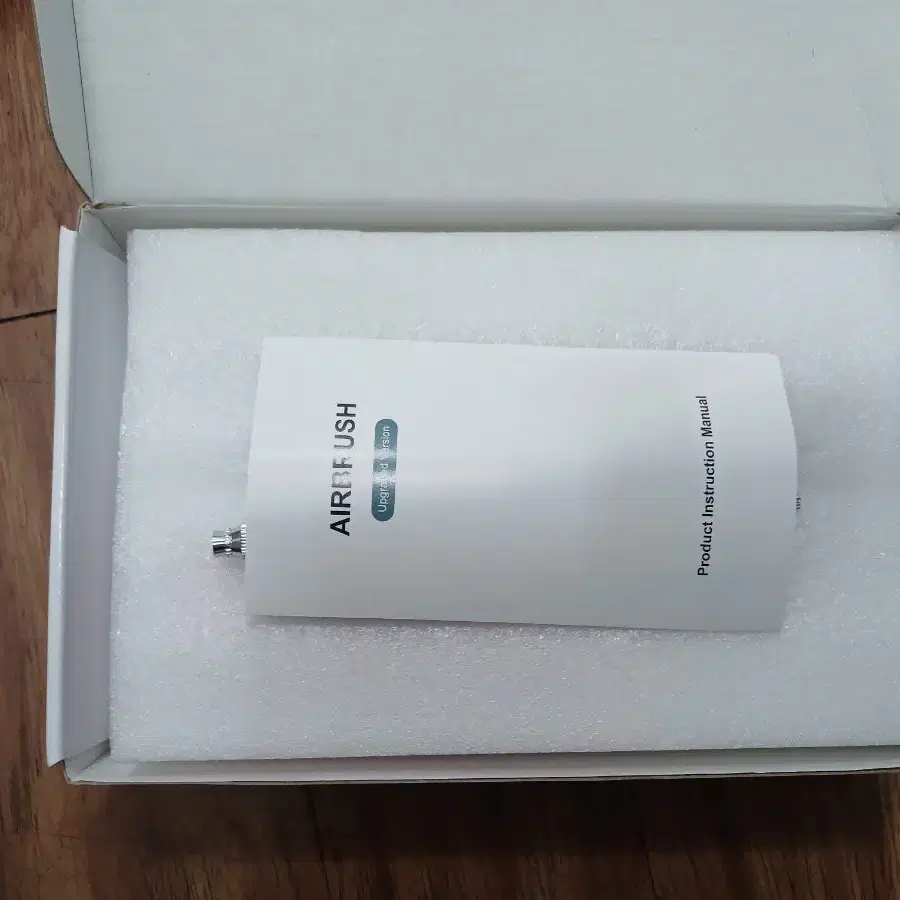 AIRBRUSH
Upgraded Version
Product Instruction Manual